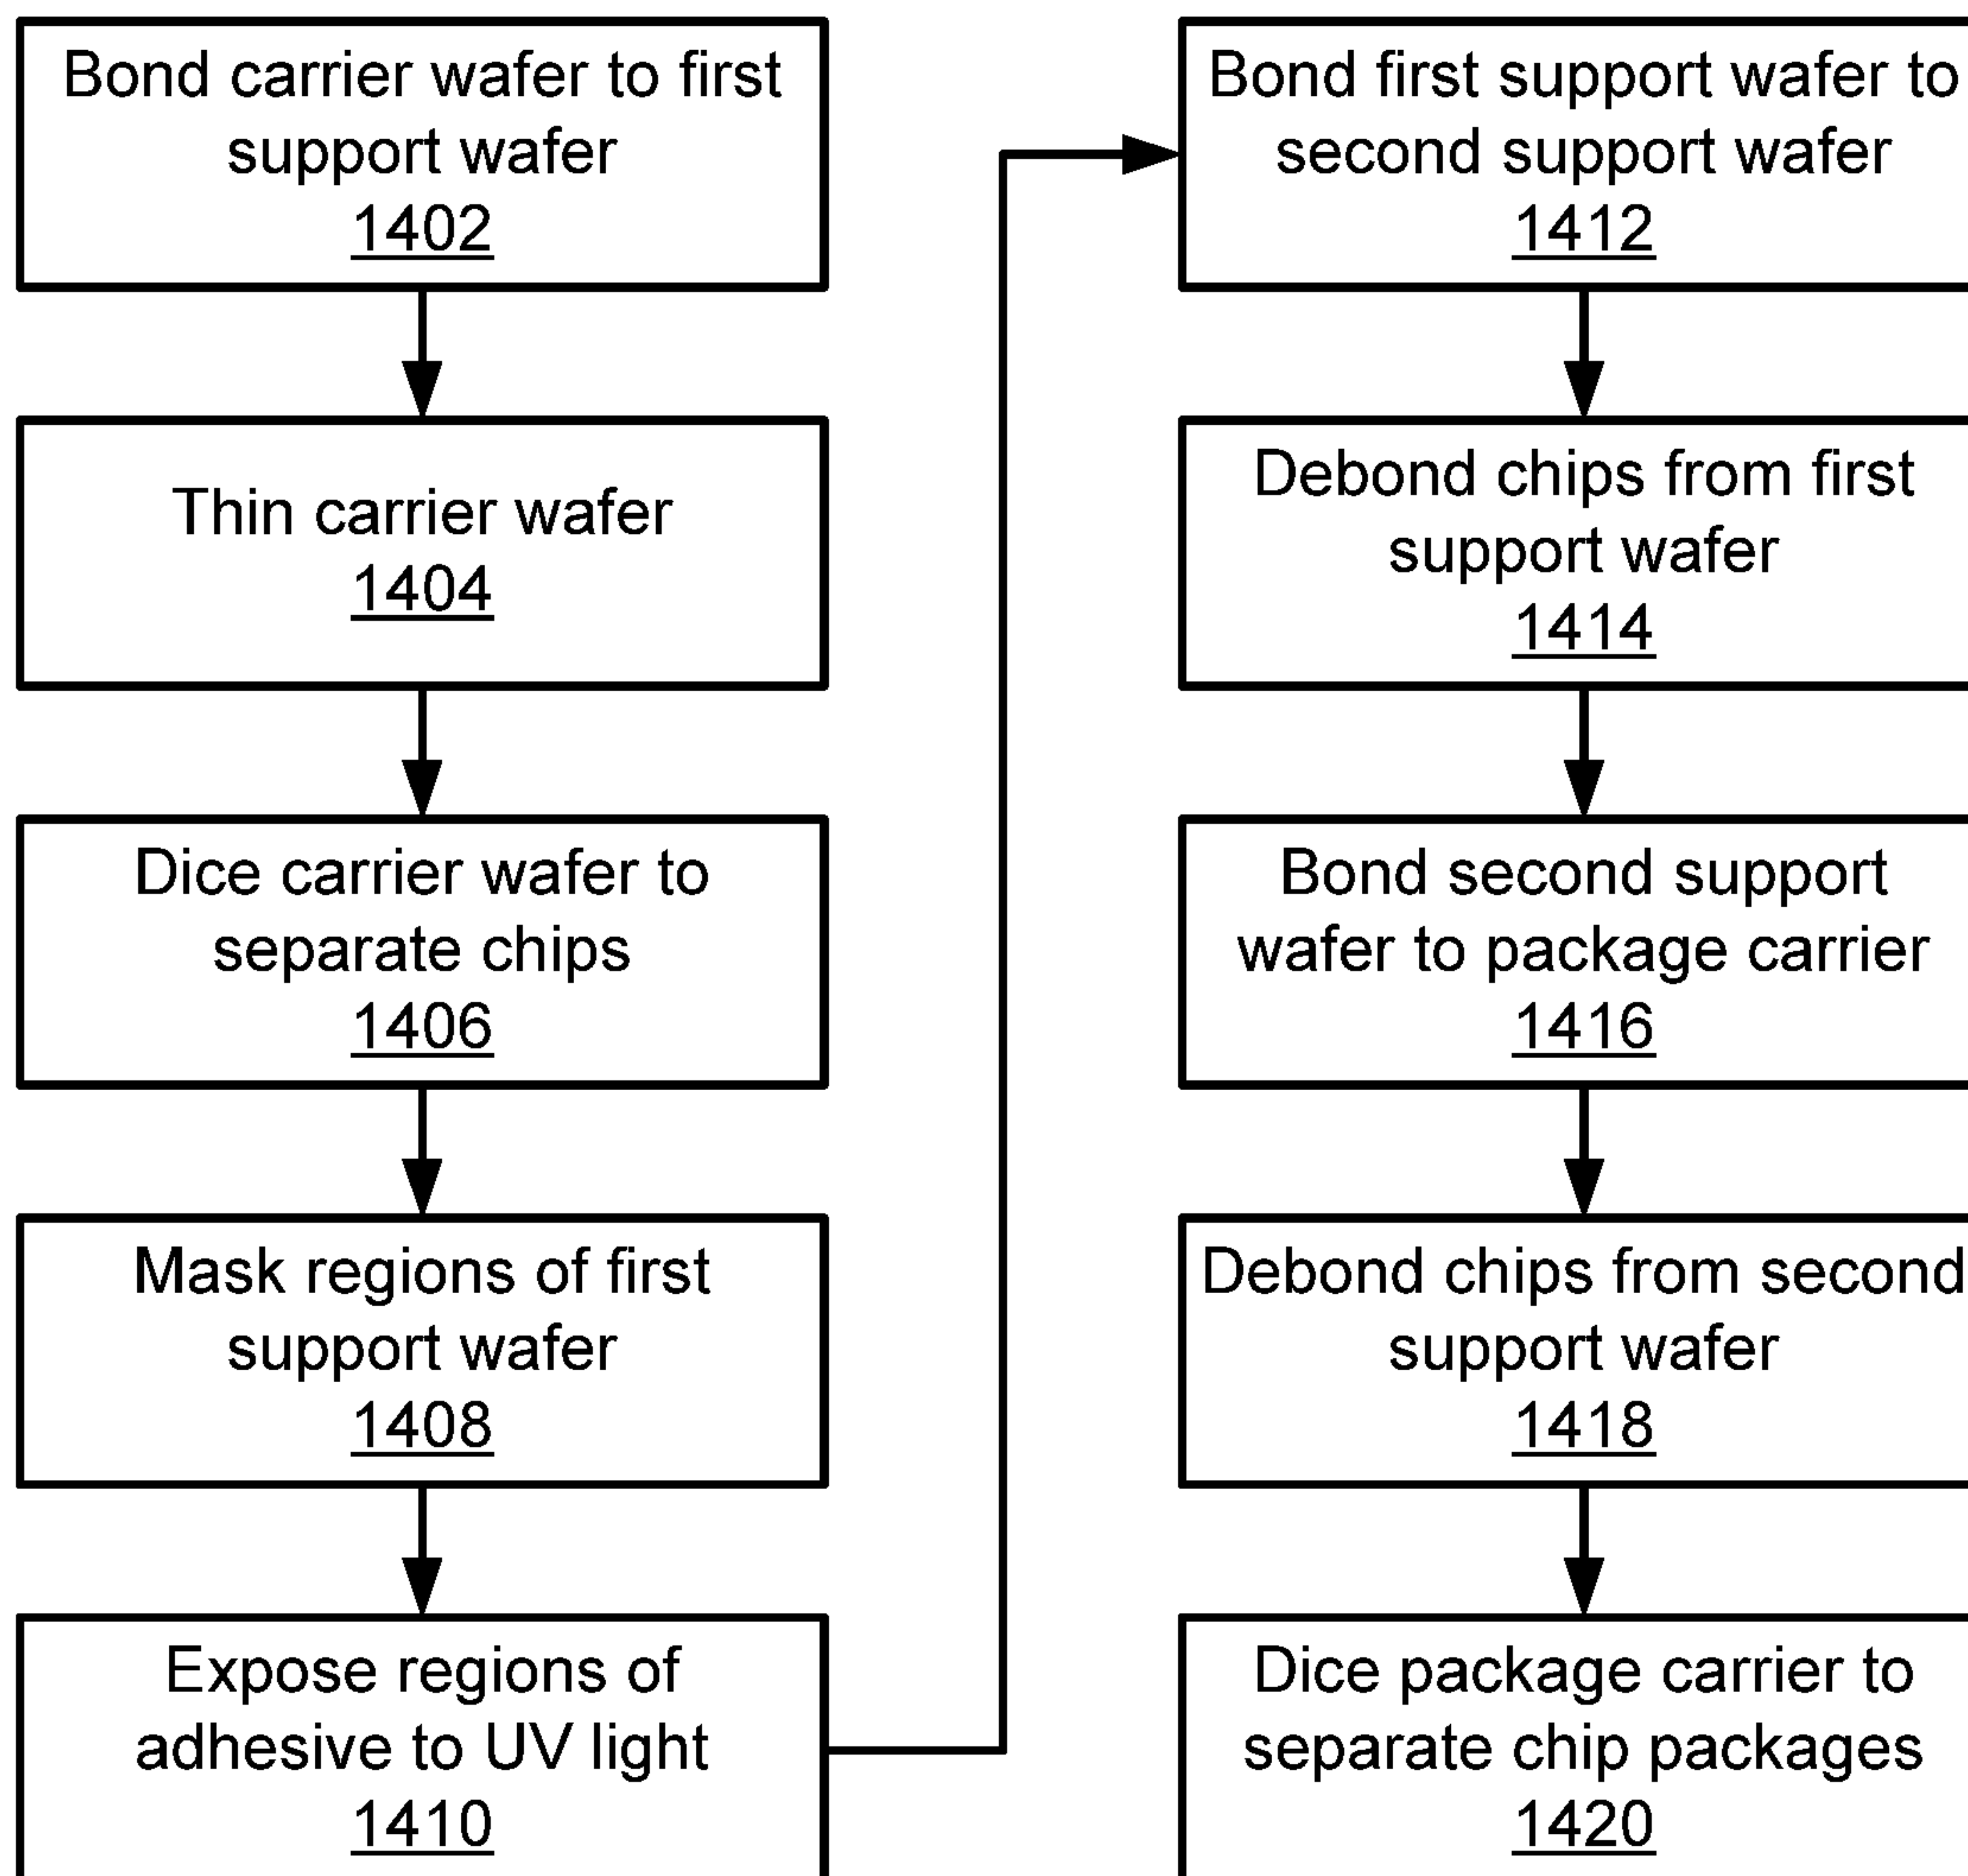 Bond carrier wafer to first
support wafer
1402
Thin carrier wafer
1404
Dice carrier wafer to
separate chips
1406
Mask regions of first
support wafer
1408
Expose regions of
adhesive to UV light
1410
Bond first support wafer to
second support wafer
1412
Debond chips from first
support wafer
1414
Bond second support
wafer to package carrier
1416
Debond chips from second
support wafer
1418
Dice package carrier to
separate chip packages
1420